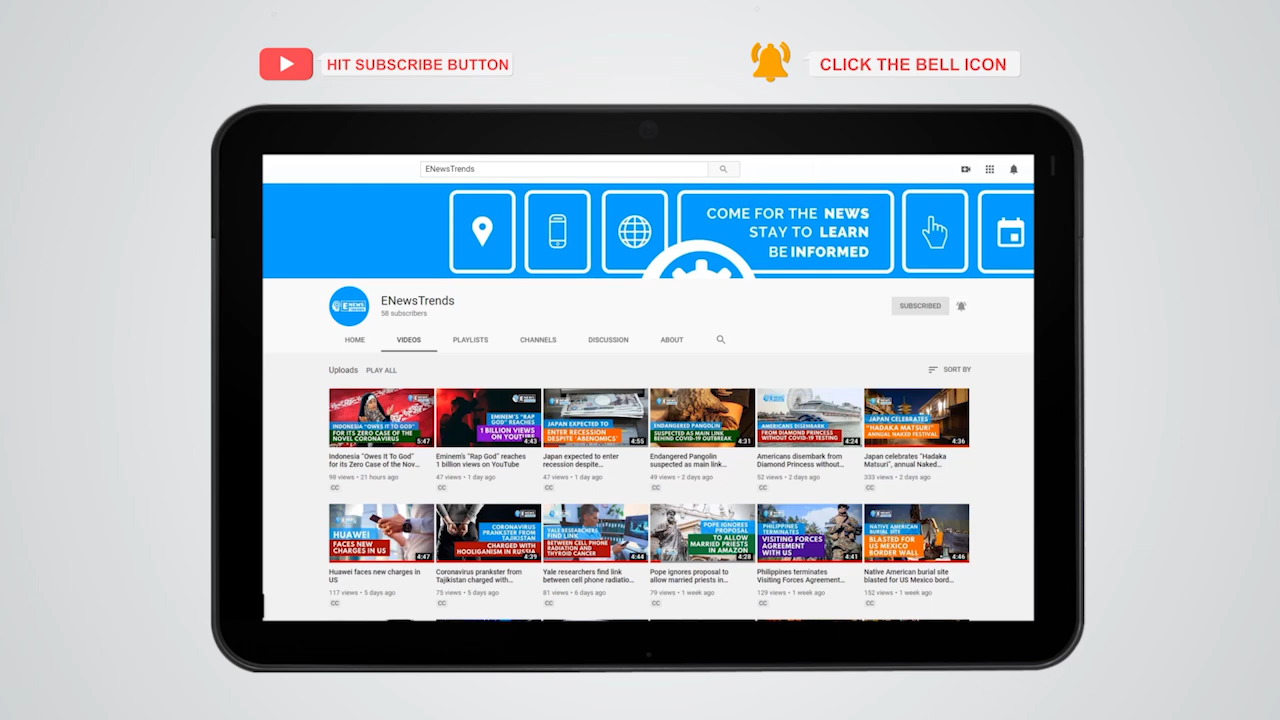 HIT SUBSCRIBE BUTTON
CLICK THE BELL ICON
ENewsTrends
COME FOR THE NEWS
STAY TO LEARN
BE INFORMED
ENewsTrends
58 subscribers
SUBSCRIBED
HOME VIDEOS PLAYLISTS CHANNELS DISCUSSION ABOUT
Uploads PLAY ALL
SORT BY
INDONESIA "OWES IT TO GOD"
FOR ITS ZERO CASE OF THE
NOVEL CORONAVIRUS
5:47
EMINEM'S "RAP
GOD" REACHES
1 BILLION VIEWS
ON YOUTUBE
4:43
JAPAN EXPECTED TO
ENTER RECESSION
DESPITE 'ABENOMICS'
4:55
ENDANGERED PANGOLIN
SUSPECTED AS MAIN LINK
BEHIND COVID-19 OUTBREAK
4:31
AMERICANS DISEMBARK
FROM DIAMOND PRINCESS
WITHOUT COVID-19 TESTING
4:24
JAPAN CELEBRATES
"HADAKA MATSURI"
ANNUAL NAKED FESTIVAL
4:36
Indonesia "Owes It To God"
for its Zero Case of the Nov...
98 views • 21 hours ago
CC
Eminem's "Rap God" reaches
1 billion views on YouTube
47 views • 1 day ago
CC
Japan expected to enter
recession despite...
47 views • 1 day ago
CC
Endangered Pangolin
suspected as main link...
49 views • 2 days ago
CC
Americans disembark from
Diamond Princess without...
52 views • 2 days ago
CC
Japan celebrates "Hadaka
Matsuri", annual Naked...
333 views • 2 days ago
CC
HUAWEI
FACES NEW
CHARGES IN US
4:47
CORONAVIRUS
PRANKSTER FROM
TAJIKISTAN
CHARGED WITH
HOOLIGANISM IN RUSSIA
4:39
YALE RESEARCHERS
FIND LINK
BETWEEN CELL PHONE
RADIATION AND
THYROID CANCER
4:44
POPE IGNORES
PROPOSAL
TO ALLOW
MARRIED PRIESTS
IN AMAZON
4:28
PHILIPPINES
TERMINATES
VISITING FORCES
AGREEMENT
WITH US
4:41
NATIVE AMERICAN
BURIAL SITE
BLASTED FOR
US MEXICO
BORDER WALL
4:46
Huawei faces new charges in
US
117 views • 5 days ago
CC
Coronavirus prankster from
Tajikistan charged with...
75 views • 5 days ago
CC
Yale researchers find link
between cell phone radiatio...
81 views • 6 days ago
CC
Pope ignores proposal to
allow married priests in...
79 views • 1 week ago
CC
Philippines terminates
Visiting Forces Agreement...
129 views • 1 week ago
CC
Native American burial site
blasted for US Mexico bord...
152 views • 1 week ago
CC